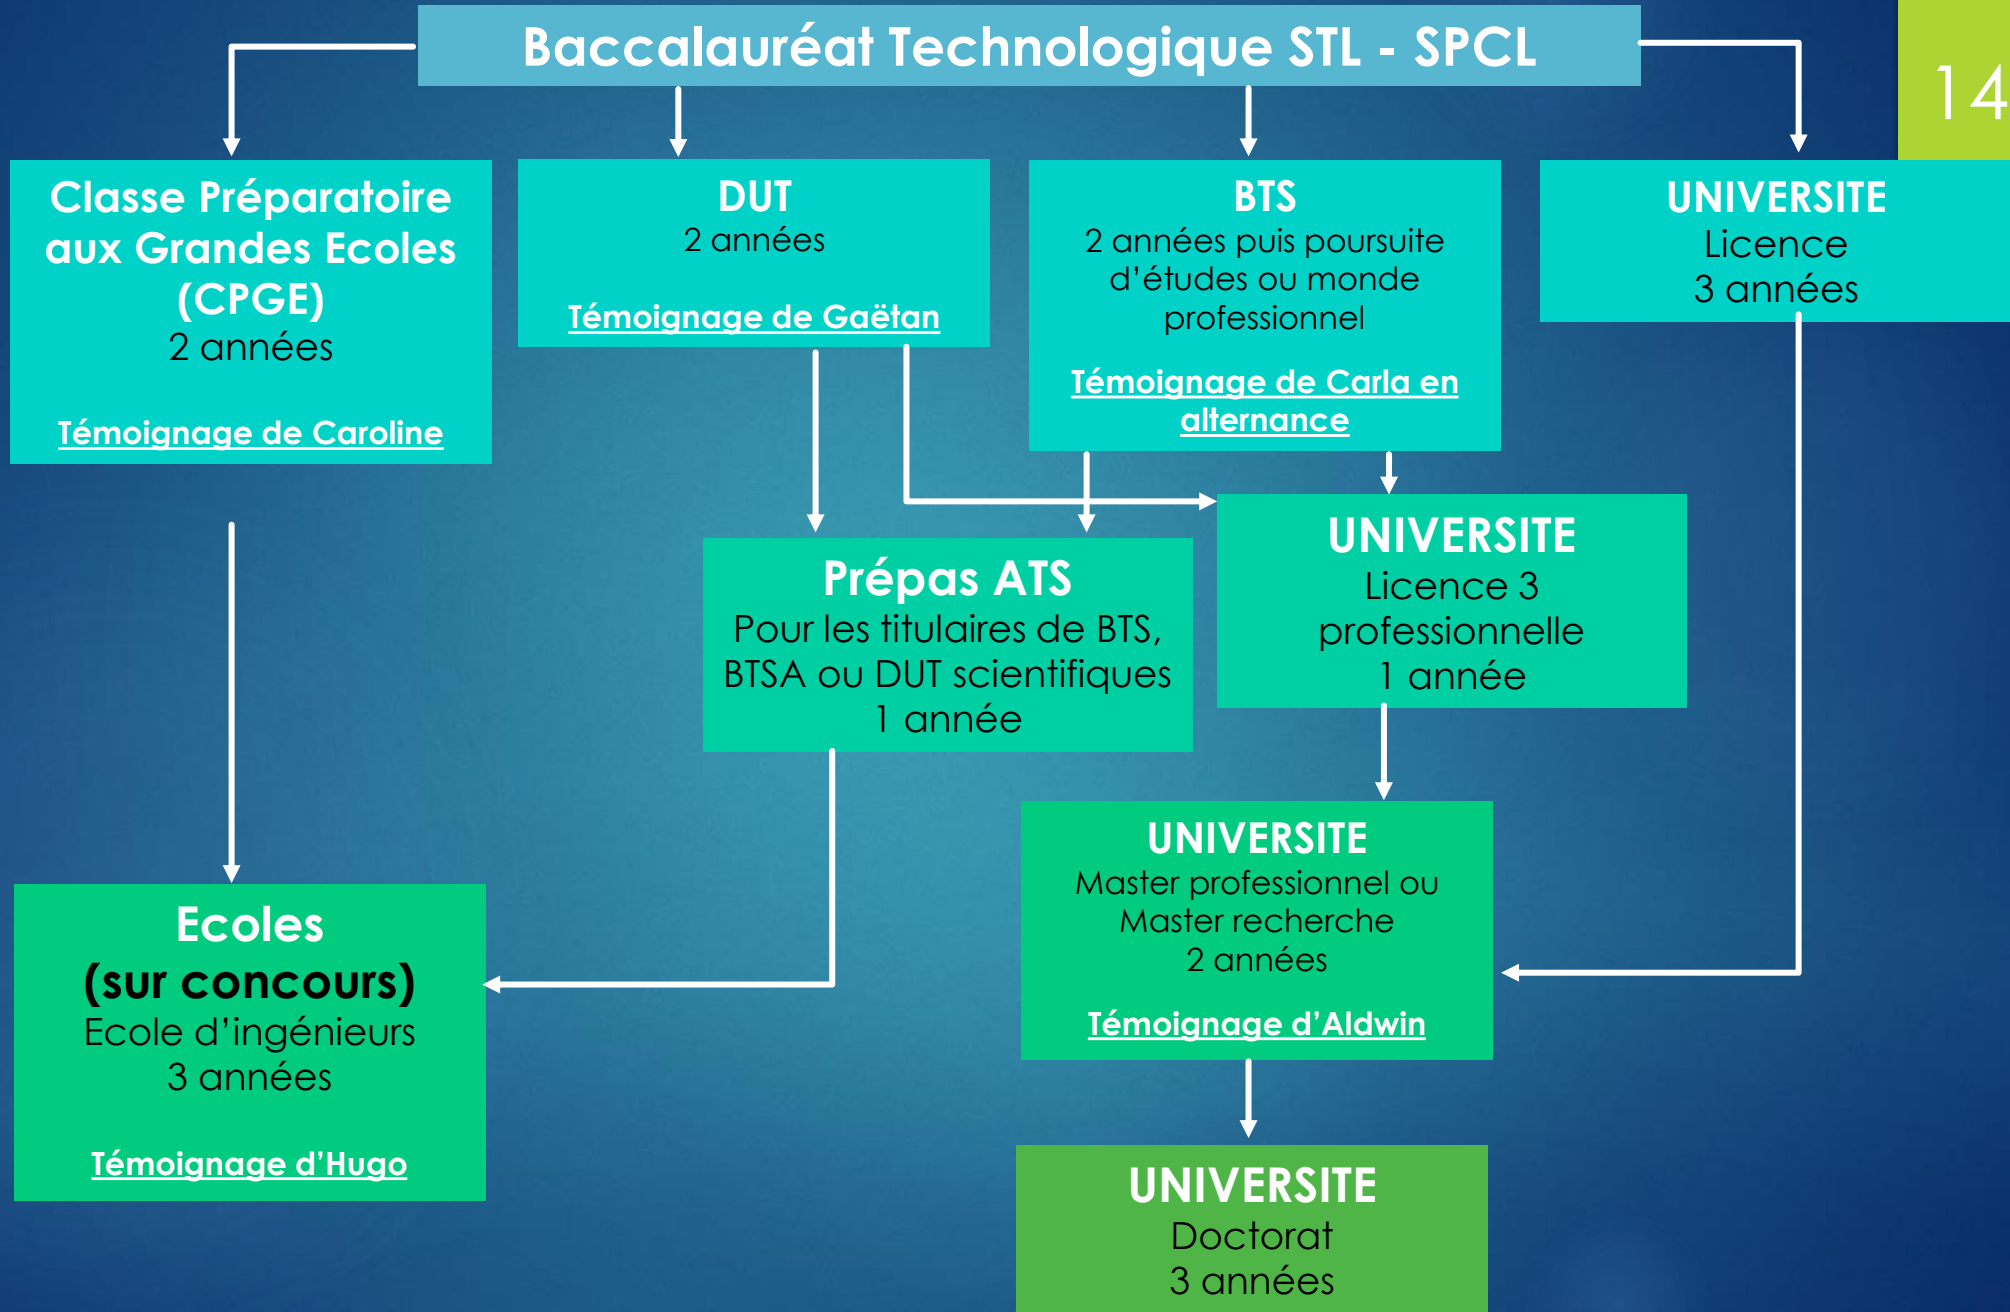 Baccalauréat Technologique STL - SPCL
14
Classe Préparatoire
aux Grandes Ecoles
(CPGE)
2 années
Témoignage de Caroline
DUT
2 années
Témoignage de Gaëtan
BTS
2 années puis poursuite
d’études ou monde
professionnel
Témoignage de Carla en
alternance
UNIVERSITE
Licence
3 années
Prépas ATS
Pour les titulaires de BTS,
BTSA ou DUT scientifiques
1 année
UNIVERSITE
Licence 3
professionnelle
1 année
Ecoles
(sur concours)
Ecole d’ingénieurs
3 années
Témoignage d’Hugo
UNIVERSITE
Master professionnel ou
Master recherche
2 années
Témoignage d’Aldwin
UNIVERSITE
Doctorat
3 années